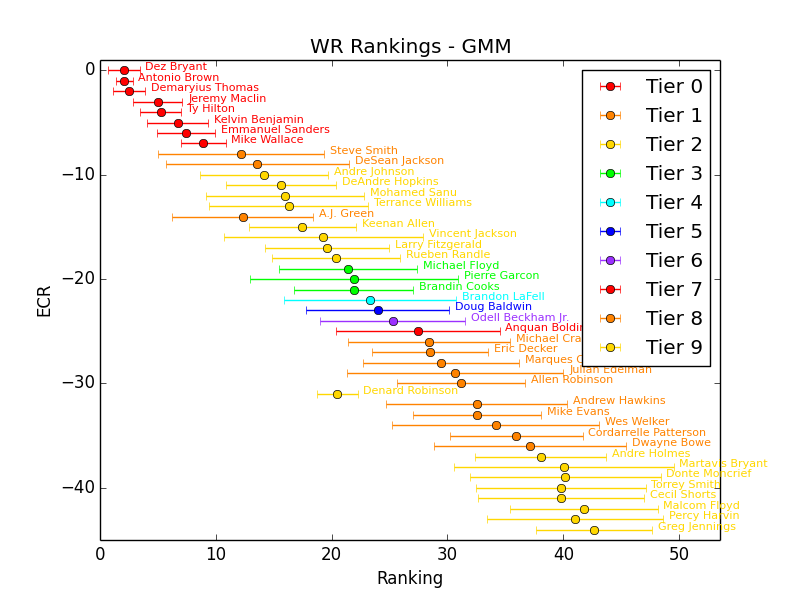 WR Rankings - GMM
ECR
0
−10
−20
−30
−40
Dez Bryant
Antonio Brown
Demaryius Thomas
Jeremy Maclin
Ty Hilton
Kelvin Benjamin
Emmanuel Sanders
Mike Wallace
Steve Smith
DeSean Jackson
Andre Johnson
DeAndre Hopkins
Mohamed Sanu
Terrance Williams
A.J. Green
Keenan Allen
Vincent Jackson
Larry Fitzgerald
Rueben Randle
Michael Floyd
Pierre Garcon
Brandin Cooks
Brandon LaFell
Doug Baldwin
Odell Beckham Jr.
Anquan Boldin
Michael
Eric Decker
Marques
Julian Edelman
Allen Robinson
Denard Robinson
Andrew Hawkins
Mike Evans
Wes Welker
Cordarrelle Patterson
Dwayne Bowe
Andre Holmes
Martavis Bryant
Donte Moncrief
Torrey Smith
Cecil Shorts
Malcom Floyd
Percy Harvin
Greg Jennings
Tier 0
Tier 1
Tier 2
Tier 3
Tier 4
Tier 5
Tier 6
Tier 7
Tier 8
Tier 9
0 10 20 30 40 50
Ranking